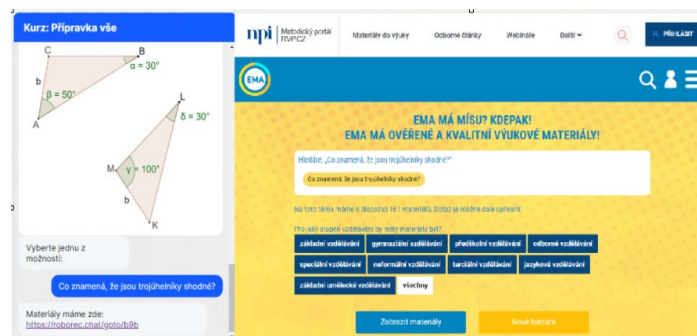 Kurz: Přípravka vše
C
B
α = 30°
b
β = 50°
A
L
δ = 30°
M
γ = 100°
b
K
Vyberte jednu z
možností:
Co znamená, že jsou trojúhelníky shodné?
Materiály máme zde:
https://roborec.chat/goto/b9b
npi
Metodický portál
RVP.CZ
Materiály do výuky
Odborné články
Webináře
Další
PŘIHLÁSIT
EMA
EMA MÁ MÍSU? KDEPAK!
EMA MÁ OVĚŘENÉ A KVALITNÍ VÝUKOVÉ MATERIÁLY!
Hledáte: „Co znamená, že jsou trojúhelníky shodné?"
Co znamená, že jsou trojúhelníky shodné?
Na toto téma máme k dispozici 181 materiálů. Dotaz je možné dále upřesnit.
Pro jaký stupeň vzdělávání by měly materiály být?
základní vzdělávání
gymnaziální vzdělávání
předškolní vzdělávání
odborné vzdělávání
speciální vzdělávání
neformální vzdělávání
terciální vzdělávání
jazykové vzdělávání
základní umělecké vzdělávání
všechny
Zobrazit materiály
Nové hledání